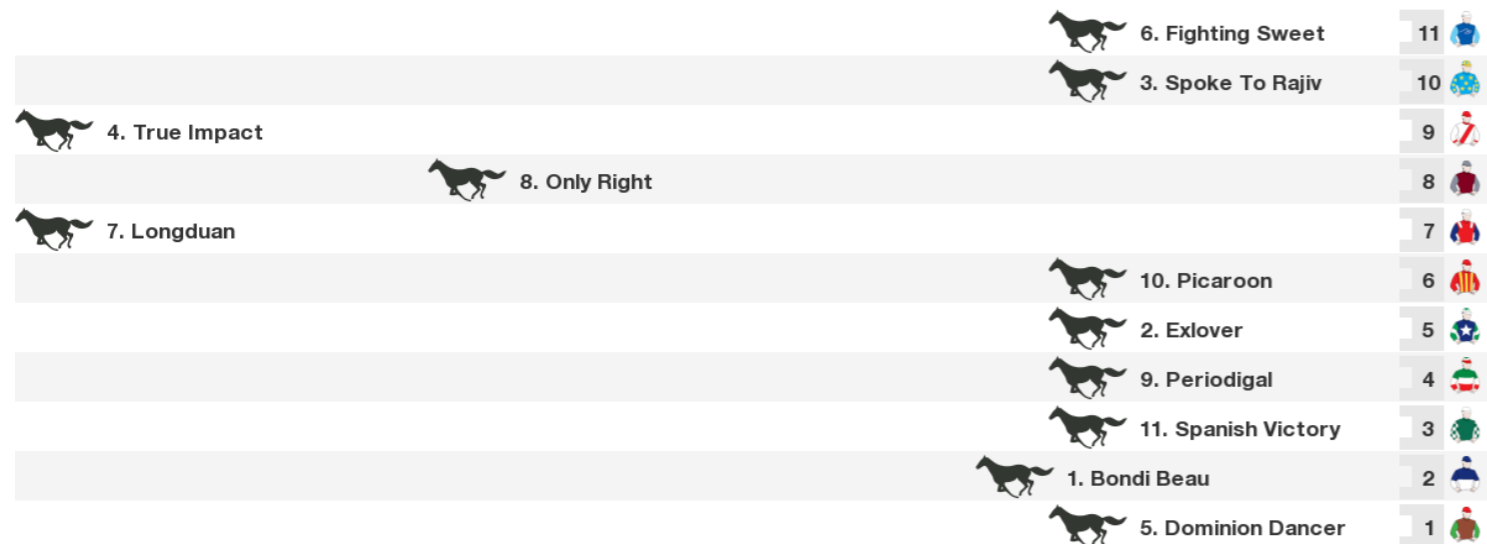 6. Fighting Sweet 11
3. Spoke To Rajiv 10
4. True Impact 9
8. Only Right 8
7. Longduan 7
10. Picaroon 6
2. Exlover 5
9. Periodigal 4
11. Spanish Victory 3
1. Bondi Beau 2
5. Dominion Dancer 1